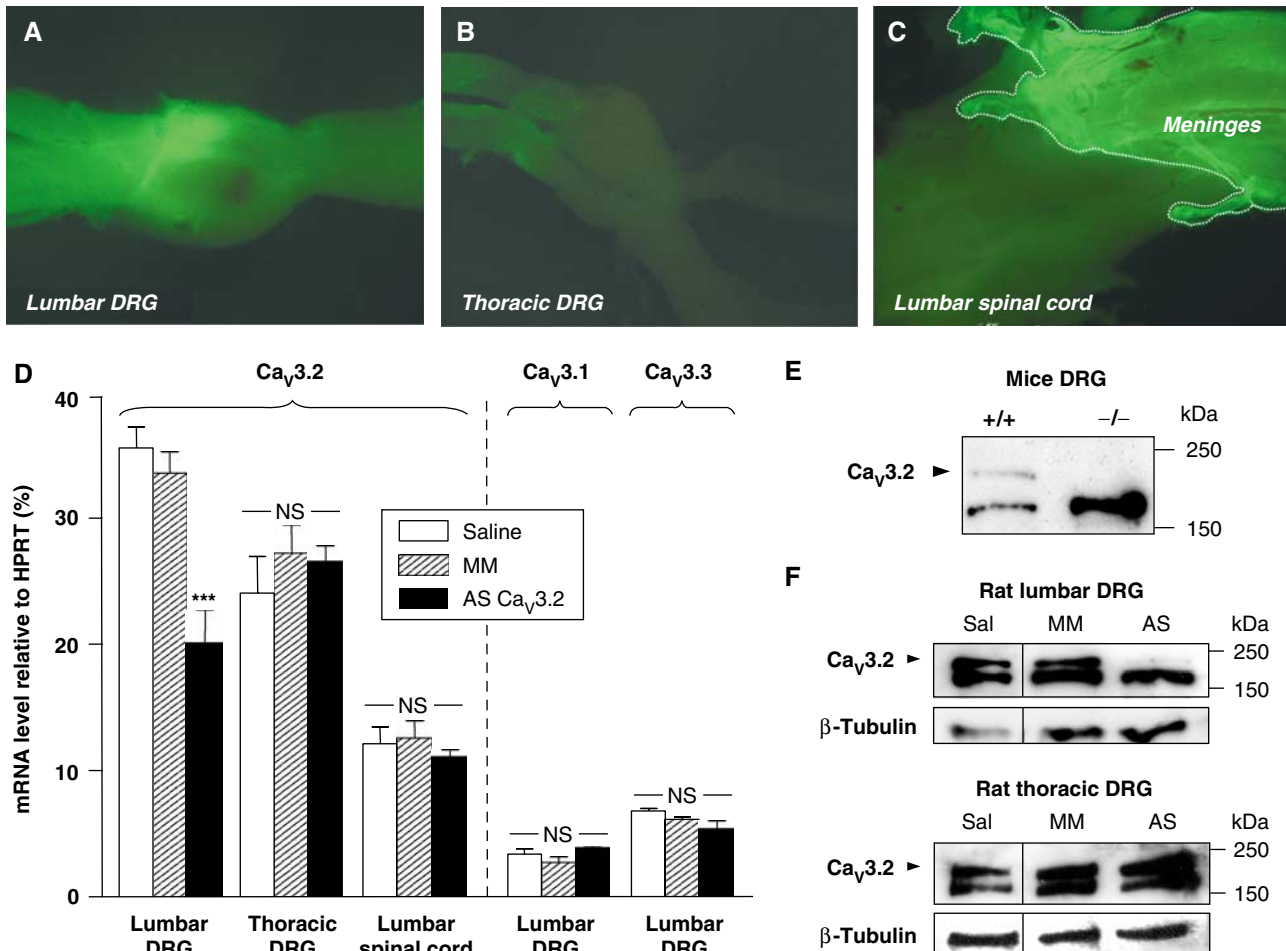 A
Lumbar DRG
B
Thoracic DRG
C
Meninges
Lumbar spinal cord
D
CaV3.2
CaV3.1
CaV3.3
mRNA level relative to HPRT (%)
40
30
20
10
0
***
NS
NS
NS
NS
Saline
MM
AS CaV3.2
Lumbar DRG
Thoracic DRG
Lumbar spinal cord
Lumbar DRG
Lumbar DRG
E
Mice DRG
+/+ –/– kDa
CaV3.2
250
150
F
Rat lumbar DRG
Sal MM AS kDa
CaV3.2
250
150
β-Tubulin
Rat thoracic DRG
Sal MM AS kDa
CaV3.2
250
150
β-Tubulin